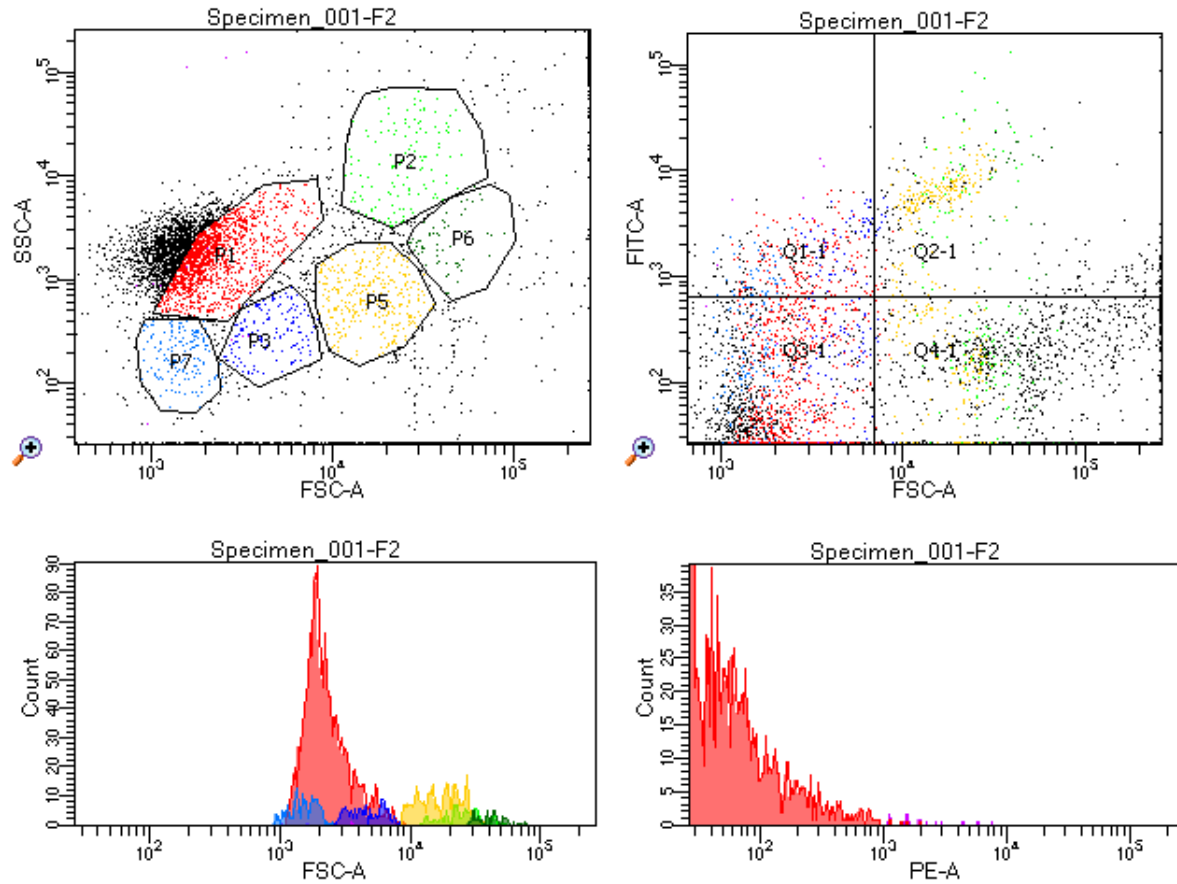 Specimen_001-F2
SSC-A
10^5
10^4
10^3
10^2
P2
P1
P6
P5
P3
P7
10^3 10^4 10^5
FSC-A
Specimen_001-F2
FITC-A
10^5
10^4
10^3
10^2
Q1-1 Q2-1
Q3-1 Q4-1
10^3 10^4 10^5
FSC-A
Specimen_001-F2
Count
90
80
70
60
50
40
30
20
10
0
10^2 10^3 10^4 10^5
FSC-A
Specimen_001-F2
Count
35
30
25
20
15
10
5
0
10^2 10^3 10^4 10^5
PE-A